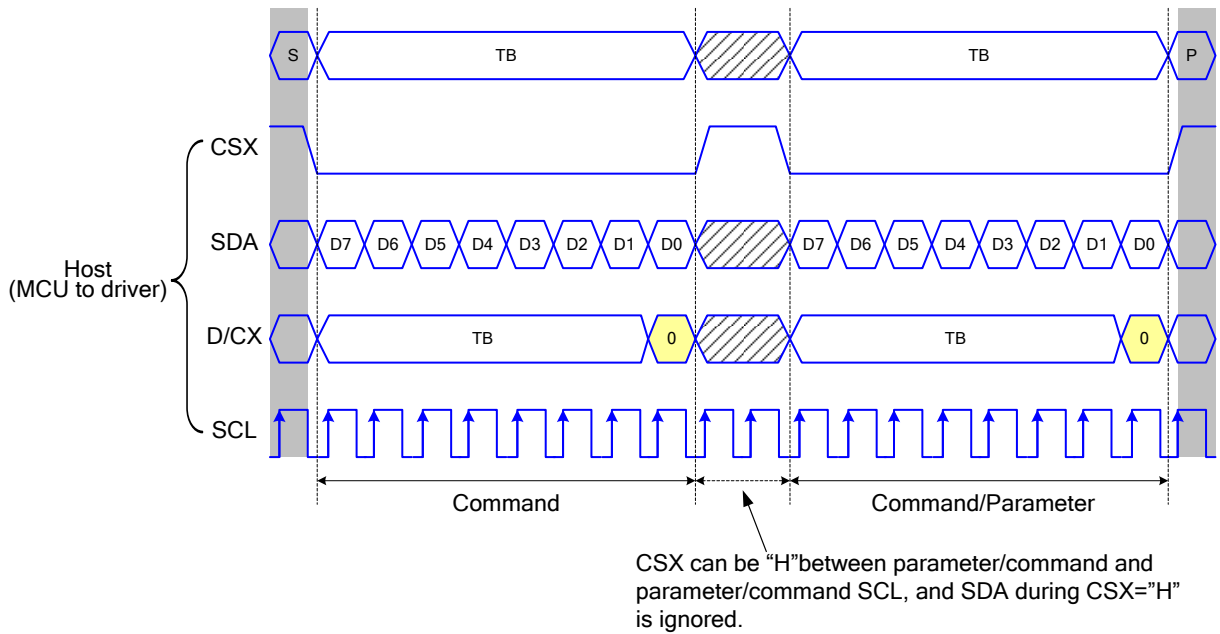 S TB TB P
CSX
SDA D7 D6 D5 D4 D3 D2 D1 D0 D7 D6 D5 D4 D3 D2 D1 D0
Host
(MCU to driver)
D/CX TB 0 TB 0
SCL
Command Command/Parameter
CSX can be “H”between parameter/command and
parameter/command SCL, and SDA during CSX=”H”
is ignored.